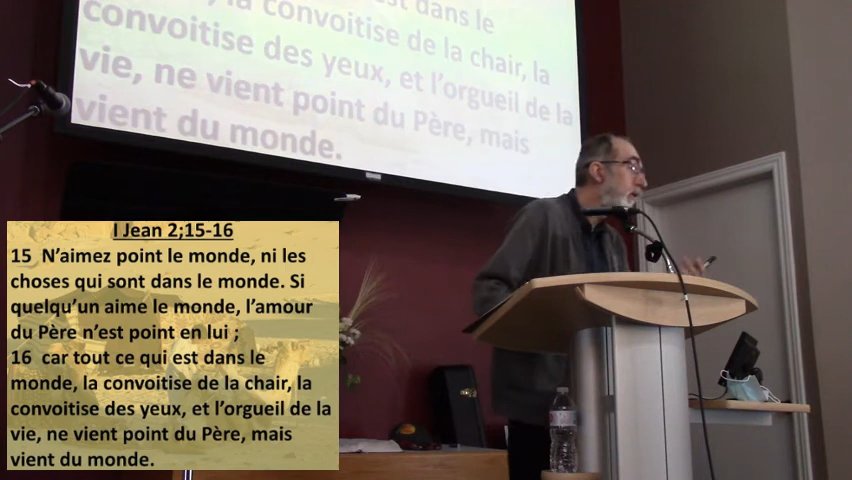 dans le
la convoitise de la chair, la
convoitise des yeux, et l'orgueil de la
vie, ne vient point du Père, mais
vient du monde.
I Jean 2;15-16
15 N'aimez point le monde, ni les
choses qui sont dans le monde. Si
quelqu'un aime le monde, l'amour
du Père n'est point en lui ;
16 car tout ce qui est dans le
monde, la convoitise de la chair, la
convoitise des yeux, et l'orgueil de la
vie, ne vient point du Père, mais
vient du monde.